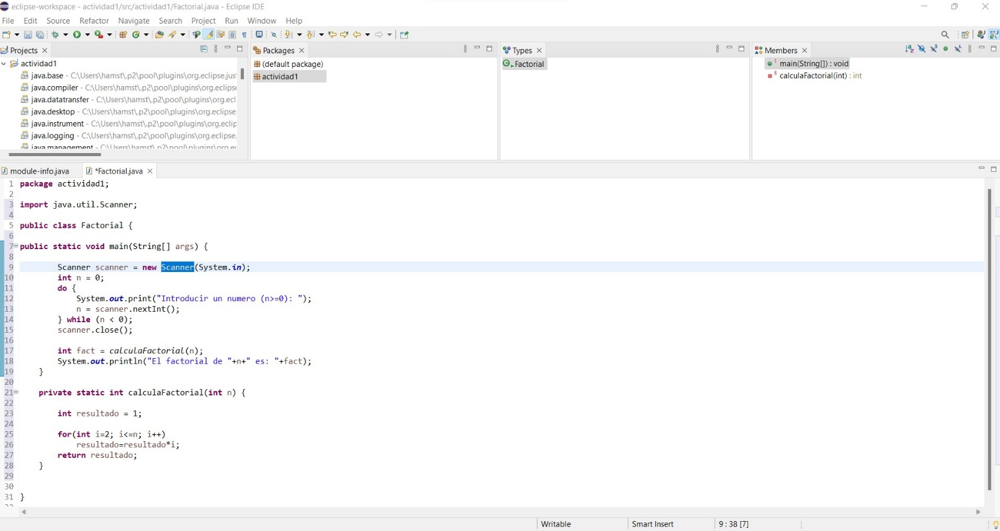 eclipse-workspace - actividad1/src/actividad1/Factorial.java - Eclipse IDE
File Edit Source Refactor Navigate Search Project Run Window Help
Projects
actividad1
java.base - C:\Users\hamst\.p2\pool\plugins\org.eclipse.jus
java.compiler - C:\Users\hamst\.p2\pool\plugins\org.eclips
java.datatransfer - C:\Users\hamst\.p2\pool\plugins\org.ecl
java.desktop - C:\Users\hamst\.p2\pool\plugins\org.eclipse
java.instrument - C:\Users\hamst\.p2\pool\plugins\org.eclip
java.logging - C:\Users\hamst\.p2\pool\plugins\org.eclipse.
java.management - C:\Users\hamst\.p2\pool\plugins\org.ec
Packages
(default package)
actividad1
Types
Factorial
Members
main(String[]) : void
calculaFactorial(int) : int
module-info.java *Factorial.java
1 package actividad1;
2
3 import java.util.Scanner;
4
5 public class Factorial {
6
7 public static void main(String[] args) {
8
9 Scanner scanner = new Scanner(System.in);
10 int n = 0;
11 do {
12 System.out.print("Introducir un numero (n>=0): ");
13 n = scanner.nextInt();
14 } while (n < 0);
15 scanner.close();
16
17 int fact = calculaFactorial(n);
18 System.out.println("El factorial de "+n+" es: "+fact);
19 }
20
21 private static int calculaFactorial(int n) {
22
23 int resultado = 1;
24
25 for(int i=2; i<=n; i++)
26 resultado=resultado*i;
27 return resultado;
28 }
29
30
31 }
Writable Smart Insert 9 : 38 [7]